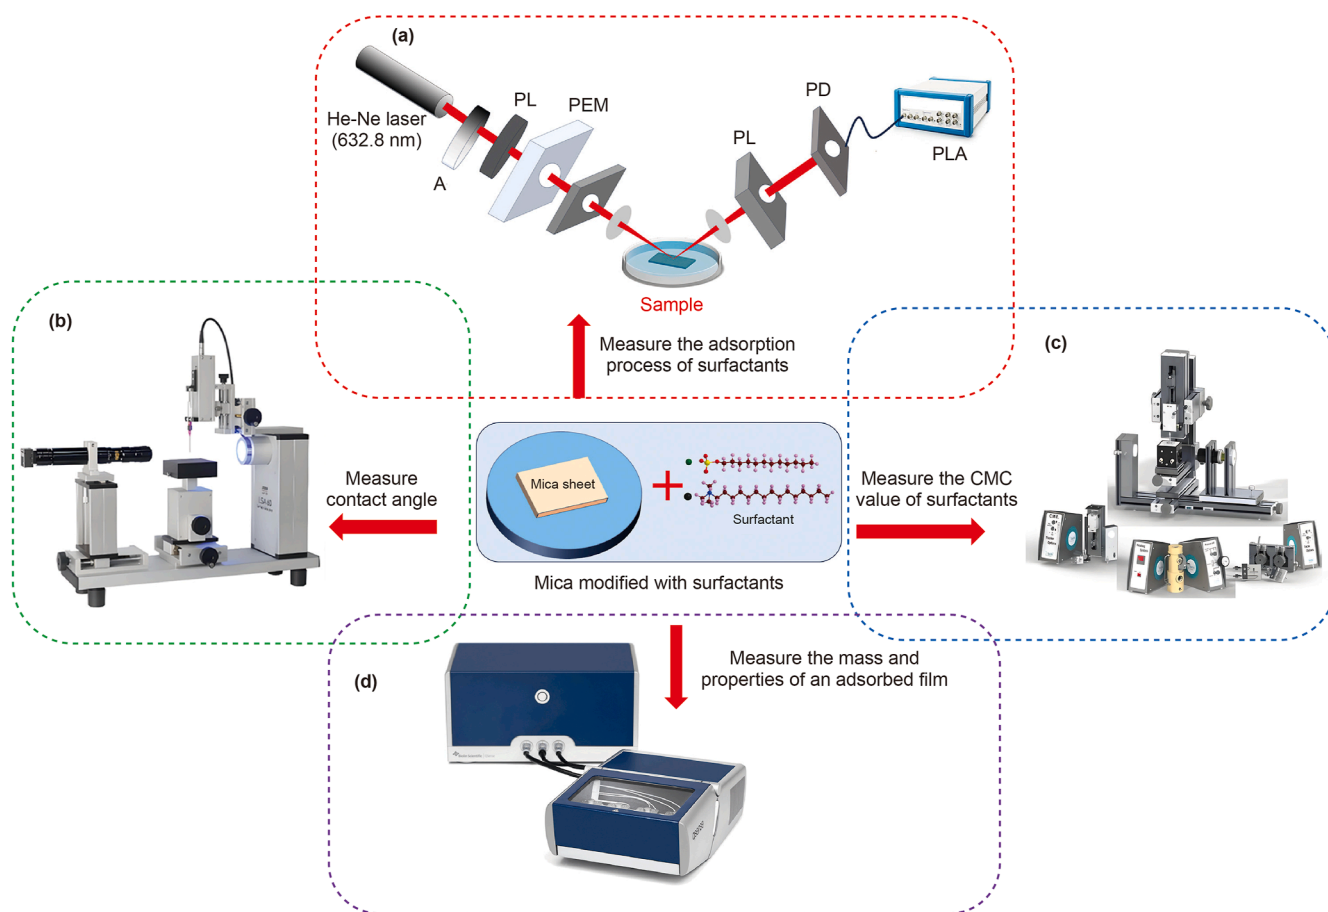 (a)
He-Ne laser
(632.8 nm)
A
PL
PEM
PL
PD
PLA
Sample
Measure the adsorption
process of surfactants
(b)
Measure
contact angle
(c)
Measure the CMC
value of surfactants
Mica sheet
Surfactant
Mica modified with surfactants
(d)
Measure the mass and
properties of an adsorbed film